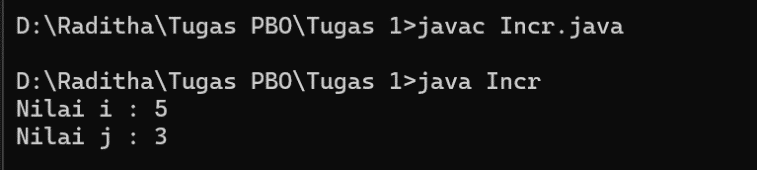 D:\Raditha\Tugas PBO\Tugas 1>javac Incr.java
D:\Raditha\Tugas PBO\Tugas 1>java Incr
Nilai i : 5
Nilai j : 3